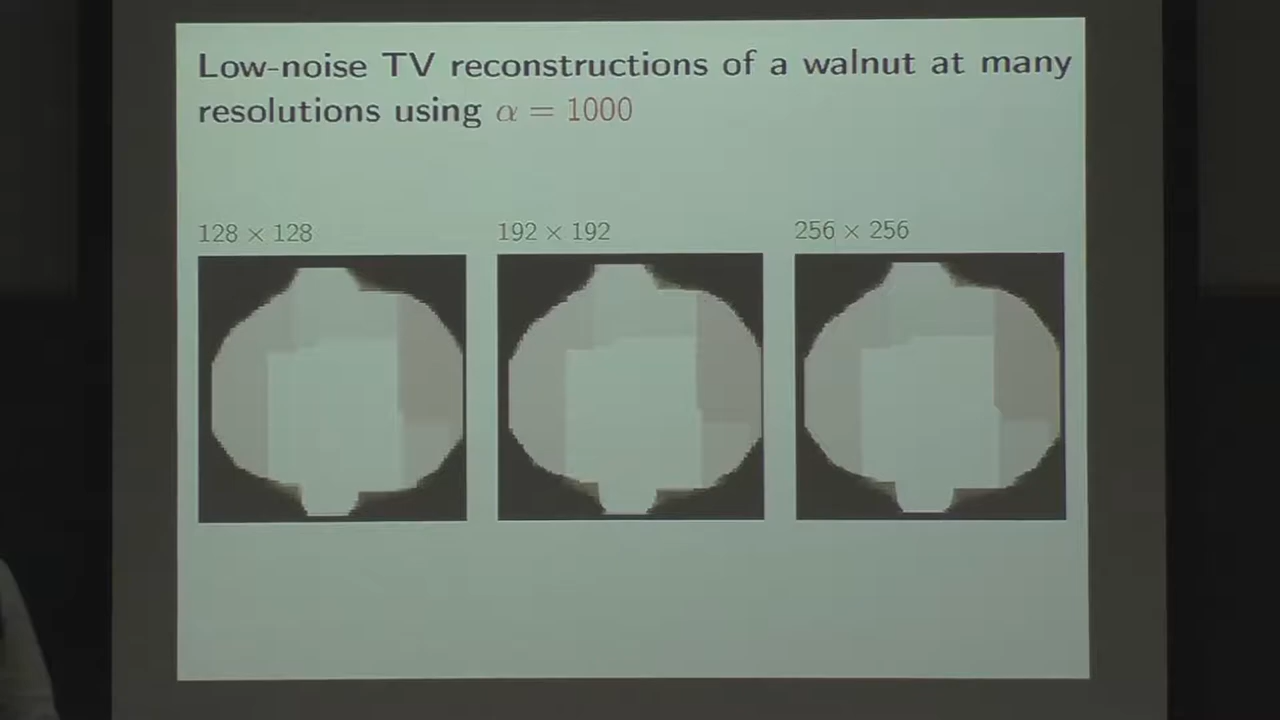 Low-noise TV reconstructions of a walnut at many
resolutions using α = 1000
128 × 128
192 × 192
256 × 256